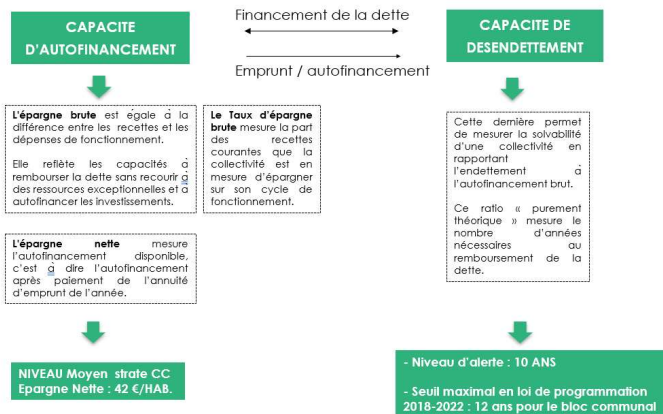 CAPACITE
D'AUTOFINANCEMENT
Financement de la dette
Emprunt / autofinancement
CAPACITE DE
DESENDETTEMENT
L'épargne brute est égale à la
différence entre les recettes et les
dépenses de fonctionnement.
Elle reflète les capacités à
rembourser la dette sans recourir à
des ressources exceptionnelles et à
autofinancer les investissements.
Le Taux d'épargne
brute mesure la part
des recettes
courantes que la
collectivité est en
mesure d'épargner
sur son cycle de
fonctionnement.
Cette dernière permet
de mesurer la solvabilité
d'une collectivité en
rapportant
l'endettement à
l'autofinancement brut.
Ce ratio « purement
théorique » mesure le
nombre d'années
nécessaires au
remboursement de la
dette.
L'épargne nette mesure
l'autofinancement disponible,
c'est à dire l'autofinancement
après paiement de l'annuité
d'emprunt de l'année.
NIVEAU Moyen strate CC
Epargne Nette : 42 €/HAB.
- Niveau d'alerte : 10 ANS
- Seuil maximal en loi de programmation
2018-2022 : 12 ans pour le bloc communal